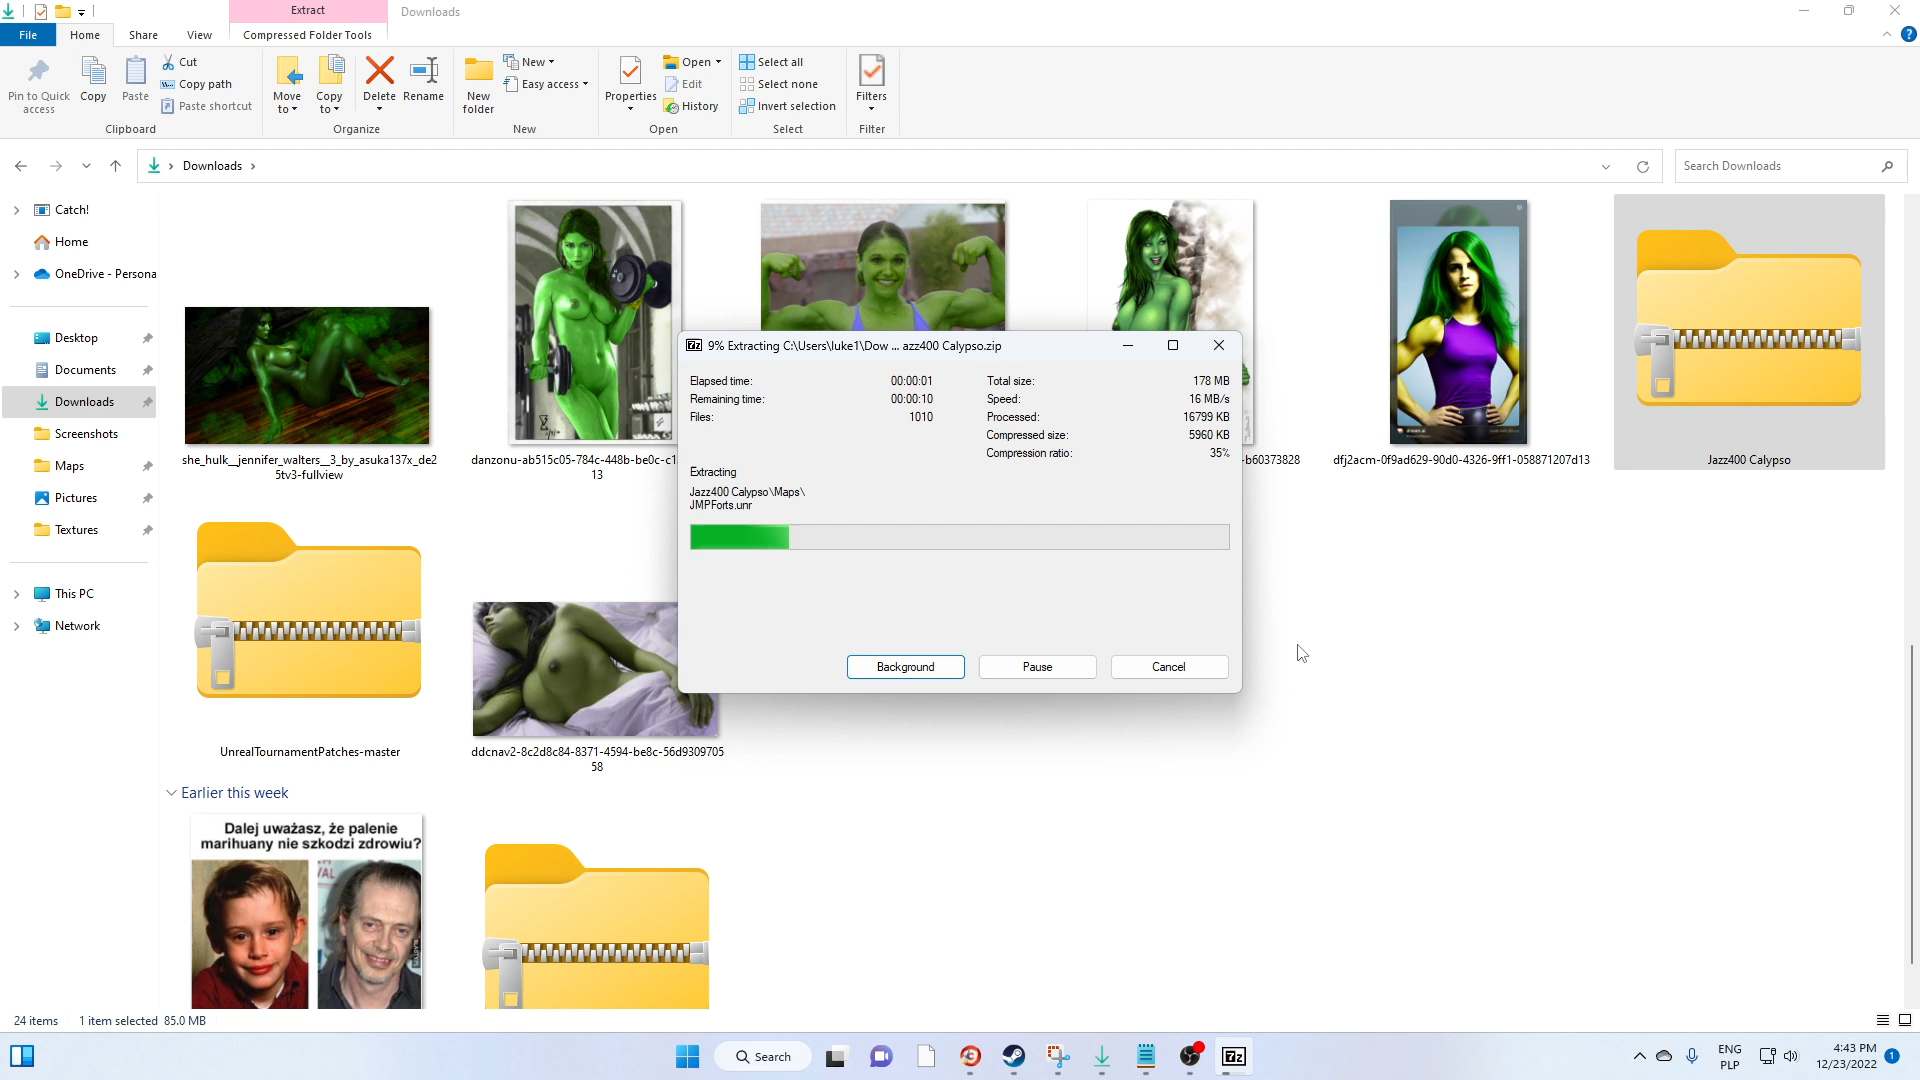 Extract
Downloads
File
Home
Share
View
Compressed Folder Tools
Pin to Quick
access
Copy
Paste
Cut
Copy path
Paste shortcut
Clipboard
Move
to
Copy
to
Delete
Rename
Organize
New
folder
New
Easy access
New
Properties
Open
Edit
History
Open
Select all
Select none
Invert selection
Select
Filters
Filter
Downloads
Search Downloads
Catch!
Home
OneDrive - Persona
Desktop
Documents
Downloads
Screenshots
Maps
Pictures
Textures
This PC
Network
she_hulk__jennifer_walters__3_by_asuka137x_de2
5tv3-fullview
danzonu-ab515c05-784c-448b-be0c-c1
13
-b60373828
dfj2acm-0f9ad629-90d0-4326-9ff1-058871207d13
Jazz400 Calypso
7z 9% Extracting C:\Users\luke1\Dow ... azz400 Calypso.zip
Elapsed time: 00:00:01
Remaining time: 00:00:10
Files: 1010
Total size: 178 MB
Speed: 16 MB/s
Processed: 16799 KB
Compressed size: 5960 KB
Compression ratio: 35%
Extracting
Jazz400 Calypso\Maps\
JMPForts.unr
Background
Pause
Cancel
UnrealTournamentPatches-master
ddcnav2-8c2d8c84-8371-4594-be8c-56d9309705
58
Earlier this week
Dalej uważasz, że palenie
marihuany nie szkodzi zdrowiu?
24 items
1 item selected 85.0 MB
Search
7z
ENG
PLP
4:43 PM
12/23/2022
1